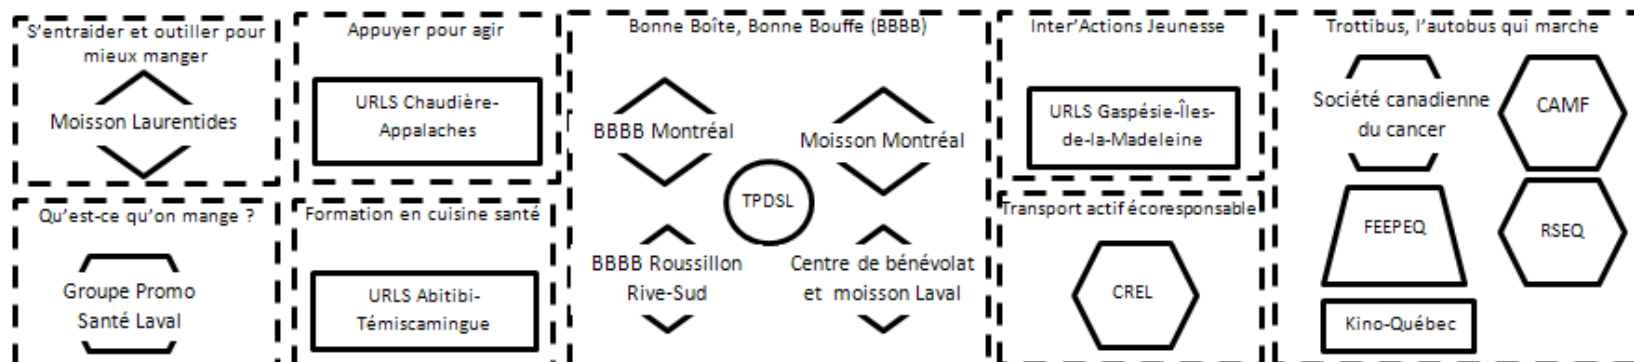 S'entraider et outiller pour
mieux manger
Moisson Laurentides
Qu'est-ce qu'on mange ?
Groupe Promo
Santé Laval
Appuyer pour agir
URLS Chaudière-
Appalaches
Formation en cuisine santé
URLS Abitibi-
Témiscamingue
Bonne Boîte, Bonne Bouffe (BBBB)
BBBB Montréal
Moisson Montréal
TPDSL
BBBB Roussillon
Rive-Sud
Centre de bénévolat
et moisson Laval
Inter'Actions Jeunesse
URLS Gaspésie-Îles-
de-la-Madeleine
Transport actif écoresponsable
CREL
Trottibus, l'autobus qui marche
Société canadienne
du cancer
CAMF
FEEPEQ
RSEQ
Kino-Québec